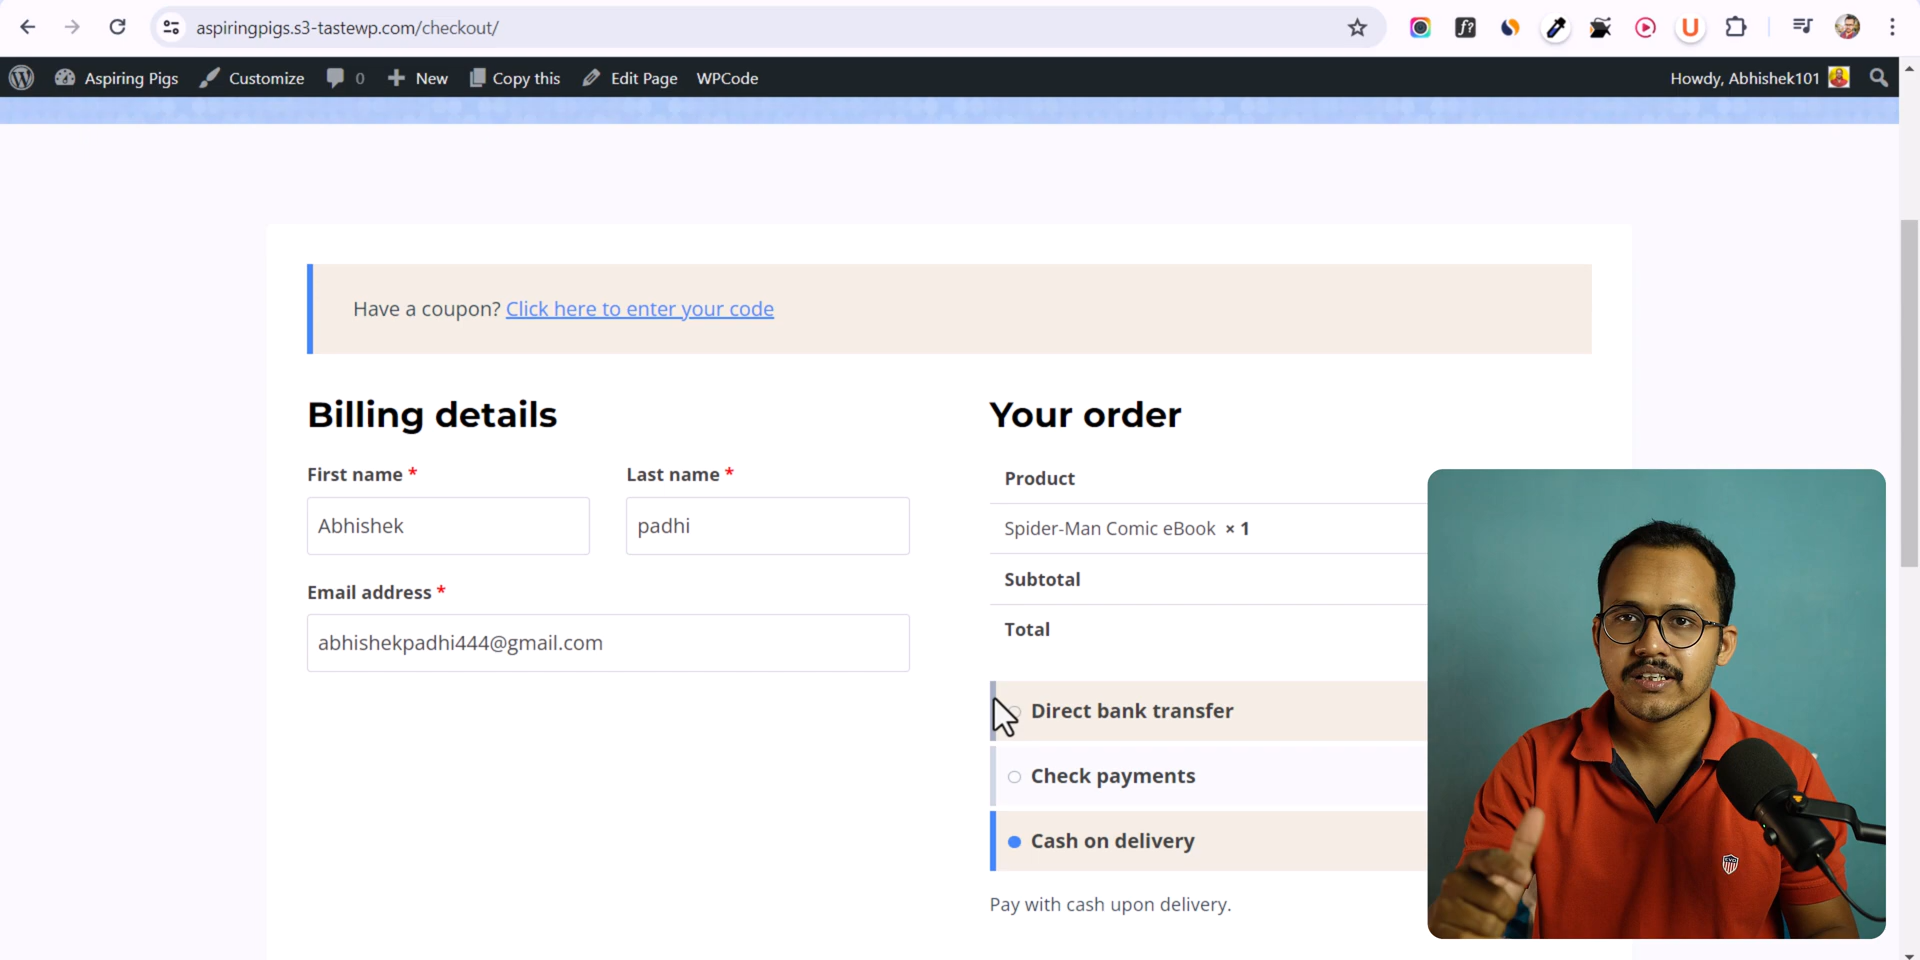 aspiringpigs.s3-tastewp.com/checkout/
f?
U
Aspiring Pigs
Customize
0
New
Copy this
Edit Page
WPCode
Howdy, Abhishek101
Have a coupon? Click here to enter your code
Billing details
First name *
Last name *
Abhishek
padhi
Email address *
abhishekpadhi444@gmail.com
Your order
Product
Spider-Man Comic eBook × 1
Subtotal
Total
Direct bank transfer
Check payments
Cash on delivery
Pay with cash upon delivery.